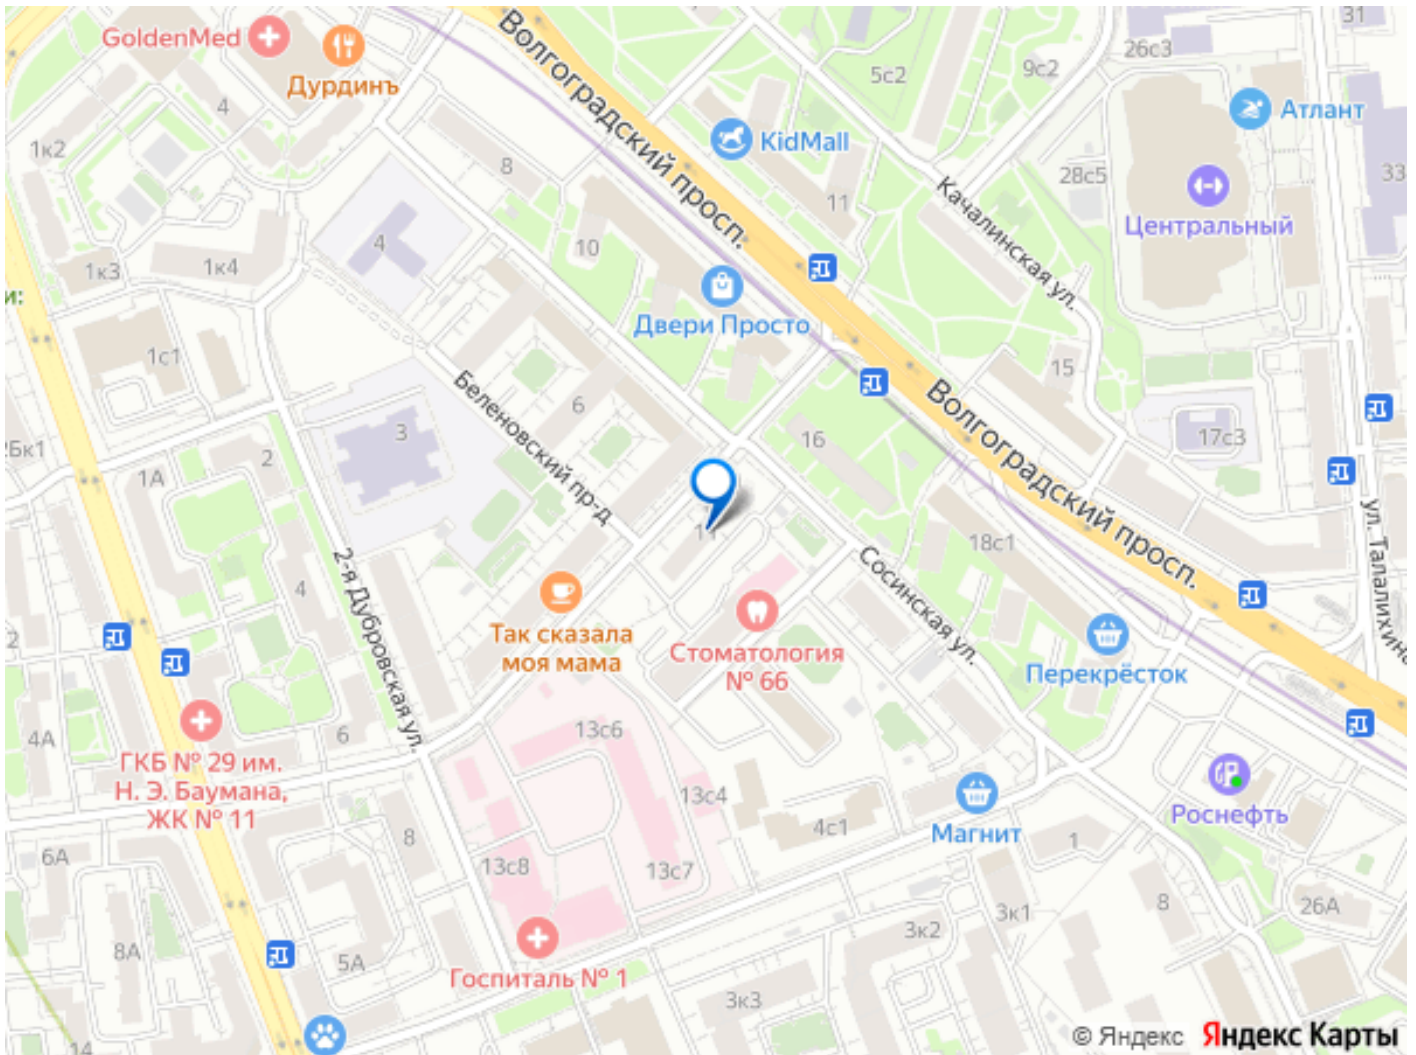 GoldenMed
Дурдинъ
Волгоградский просп.
KidMall
5с2
9с2
26с3
31
Атлант
28с5
33
Центральный
Качалинская ул.
4
1к2
8
11
10
4
1к3
1к4
и:
Двери Просто
1с1
15
Волгоградский просп.
Беленовский пр-д
6
3
16
17с3
2Бк1
2
1А
11
ул. Талалихина
18с1
2-я Дубровская ул.
4
Сосинская ул.
Так сказала
моя мама
Стоматология
№ 66
Перекрёсток
2
4А
6
13с6
ГКБ № 29 им.
Н. Э. Баумана,
ЖК № 11
13с4
Роснефть
Магнит
4с1
1
8
6А
13с8
13с7
26А
8
3к1
3к2
8А
5А
Госпиталь № 1
3к3
14
© Яндекс Яндекс Карты